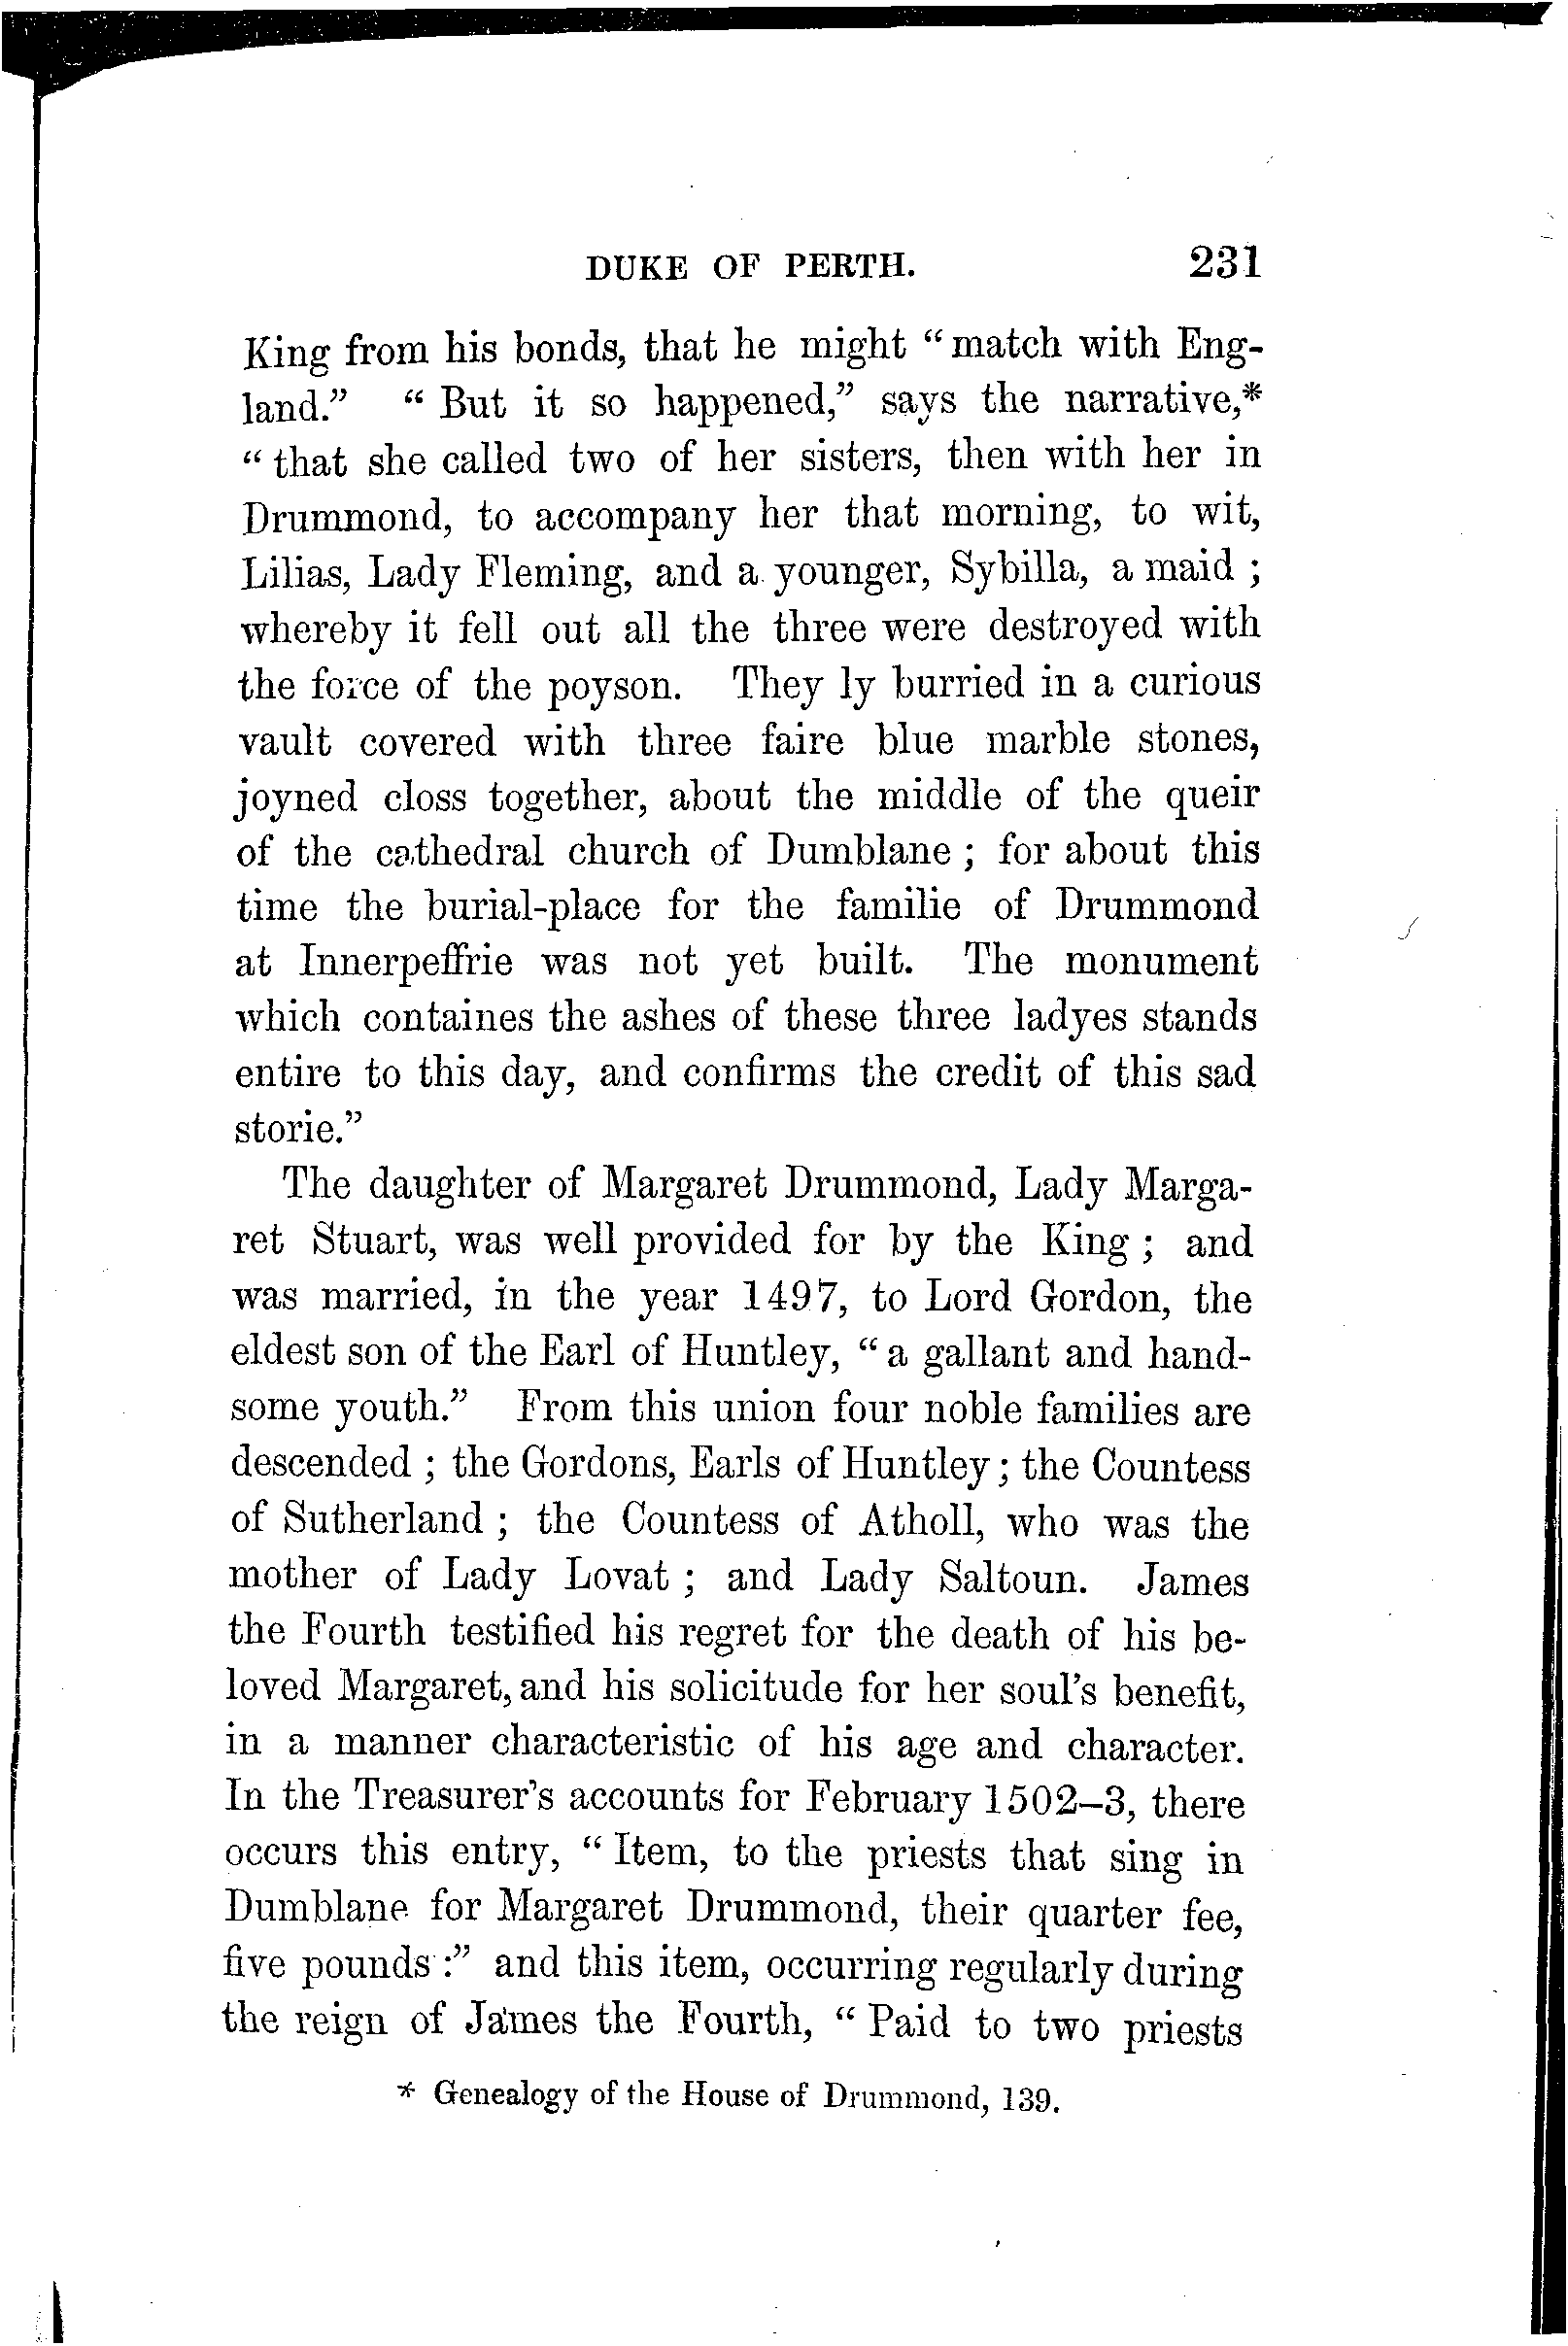 DUKE OF PERTH. 231
King from his bonds, that he might “match with Eng-
land.” “But it so happened,” says the narrative,*
“that she called two of her sisters, then with her in
Drummond, to accompany her that morning, to wit,
Lilias, Lady Fleming, and a younger, Sybilla, a maid ;
whereby it fell out all the three were destroyed with
the force of the poyson. They ly burried in a curious
vault covered with three faire blue marble stones,
joyned closs together, about the middle of the queir
of the cathedral church of Dumblane ; for about this
time the burial-place for the familie of Drummond
at Innerpeffrie was not yet built. The monument
which containes the ashes of these three ladyes stands
entire to this day, and confirms the credit of this sad
storie.”
The daughter of Margaret Drummond, Lady Marga-
ret Stuart, was well provided for by the King ; and
was married, in the year 1497, to Lord Gordon, the
eldest son of the Earl of Huntley, “a gallant and hand-
some youth.” From this union four noble families are
descended ; the Gordons, Earls of Huntley ; the Countess
of Sutherland ; the Countess of Atholl, who was the
mother of Lady Lovat ; and Lady Saltoun. James
the Fourth testified his regret for the death of his be-
loved Margaret, and his solicitude for her soul's benefit,
in a manner characteristic of his age and character.
In the Treasurer's accounts for February 1502–3, there
occurs this entry, “Item, to the priests that sing in
Dumblane for Margaret Drummond, their quarter fee,
five pounds :” and this item, occurring regularly during
the reign of James the Fourth, “Paid to two priests
* Genealogy of the House of Drummond, 139.